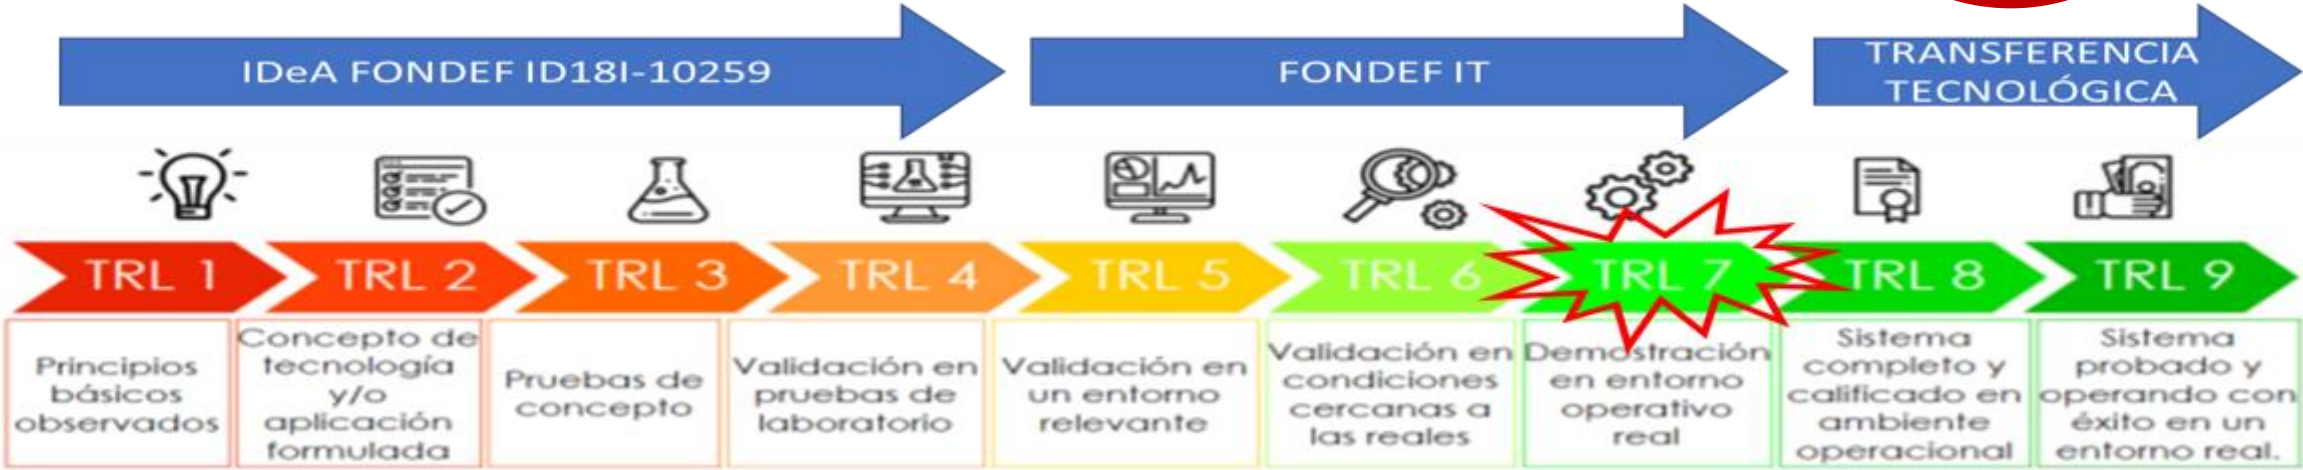 IDeA FONDEF ID18I-10259
FONDEF IT
TRANSFERENCIA
TECNOLÓGICA
TRL 1
TRL 2
TRL 3
TRL 4
TRL 5
TRL 6
TRL 7
TRL 8
TRL 9
Principios
básicos
observados
Concepto de
tecnología
y/o
aplicación
formulada
Pruebas de
concepto
Validación en
pruebas de
laboratorio
Validación en
un entorno
relevante
Validación en
condiciones
cercanas a
las reales
Demostración
en entorno
operativo
real
Sistema
completo y
calificado en
ambiente
operacional
Sistema
probado y
operando con
éxito en un
entorno real.